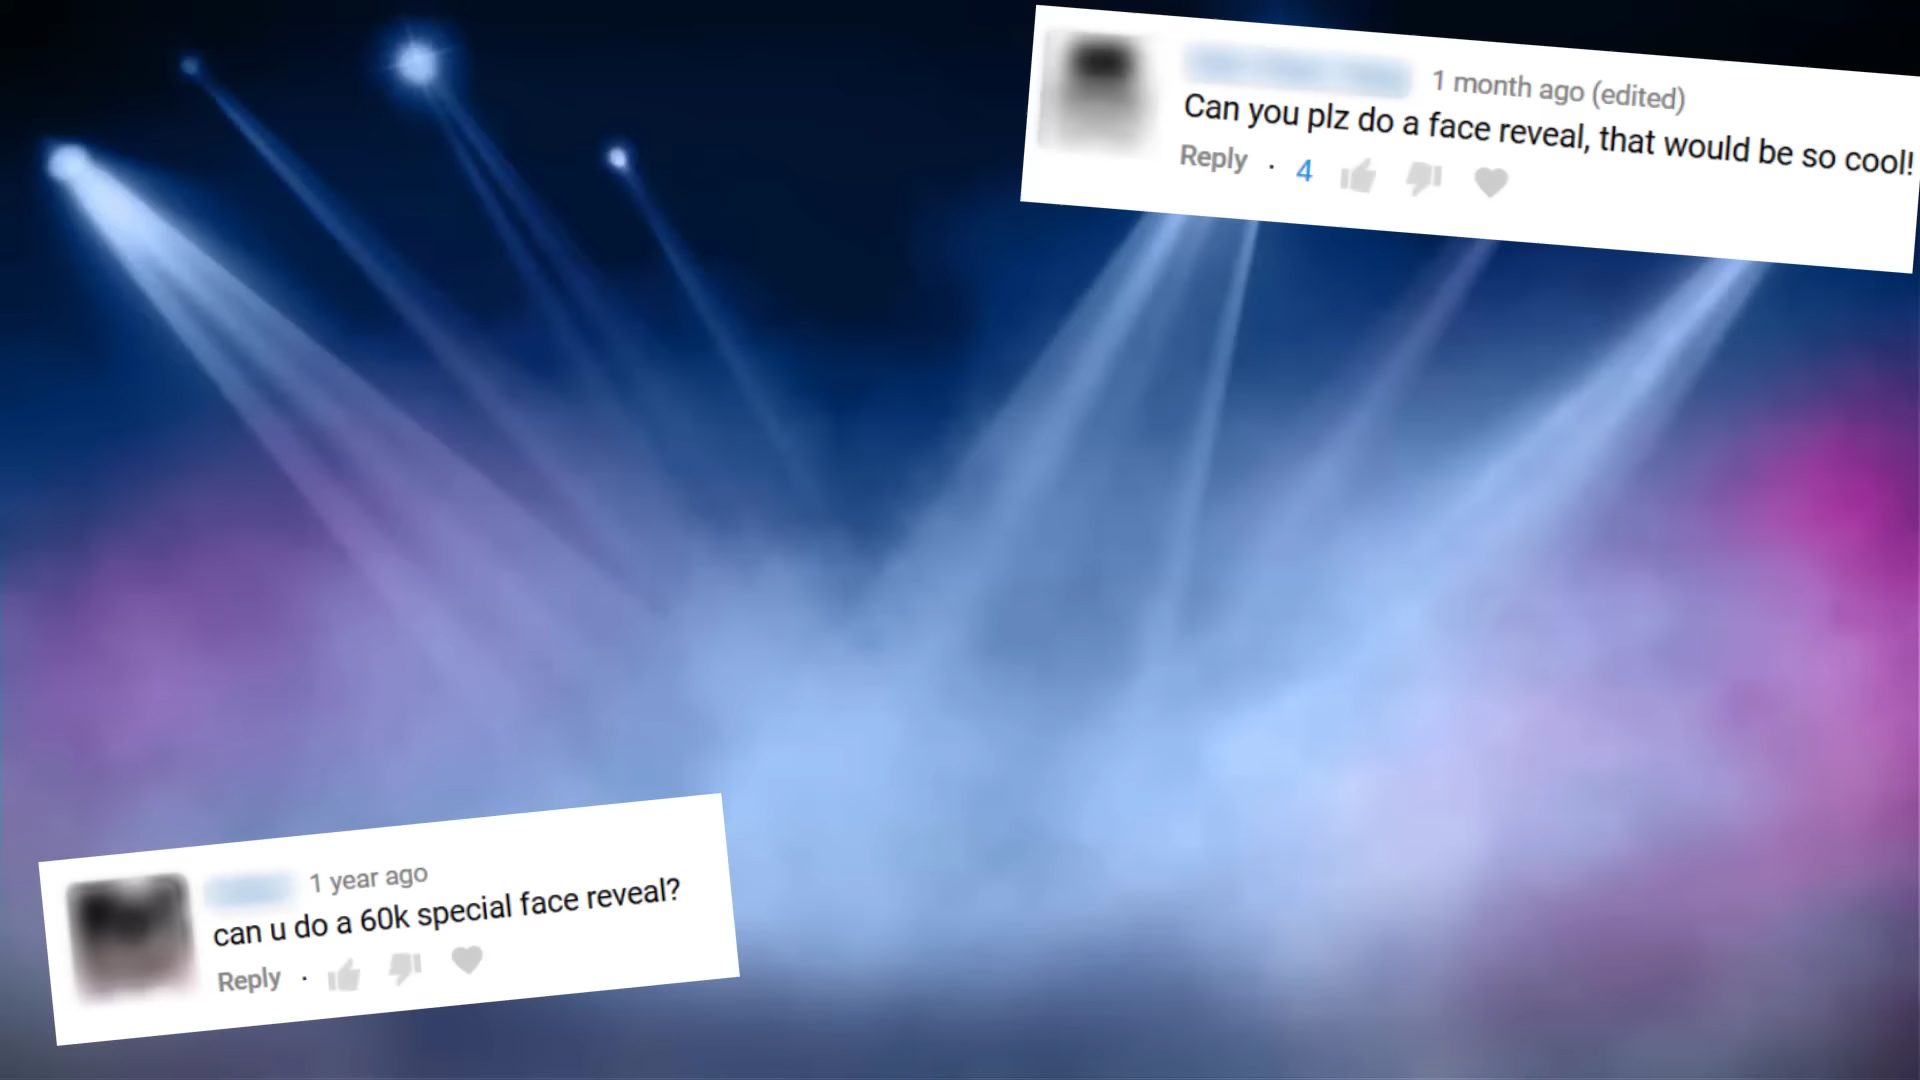 1 month ago (edited)
Can you plz do a face reveal, that would be so cool!
Reply · 4
1 year ago
can u do a 60k special face reveal?
Reply ·